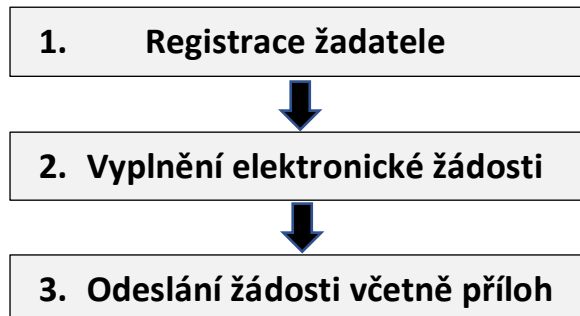 1. Registrace žadatele
2. Vyplnění elektronické žádosti
3. Odeslání žádosti včetně příloh